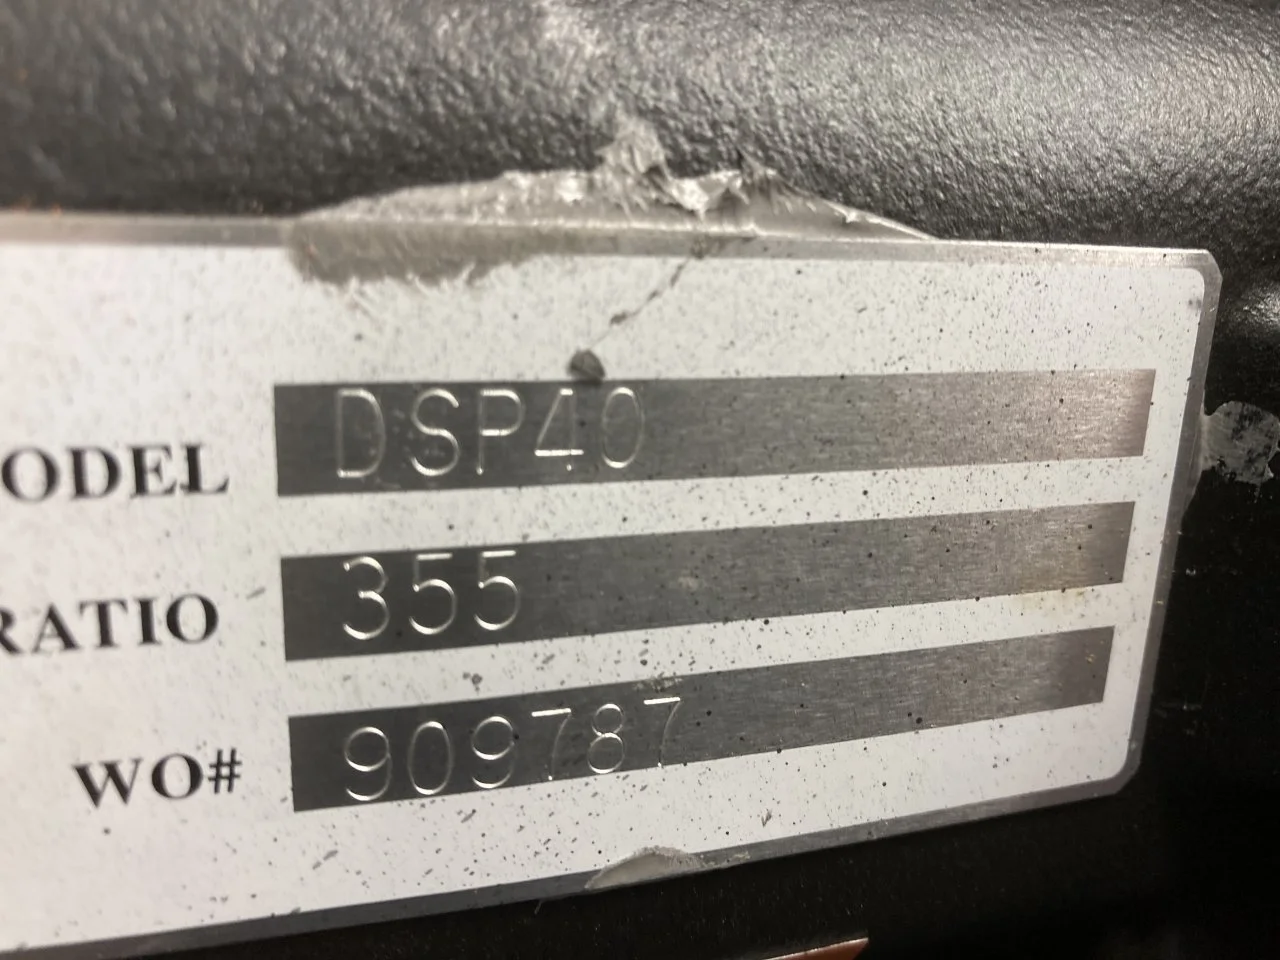 ODEL DSP40
RATIO 355
WO# 909787